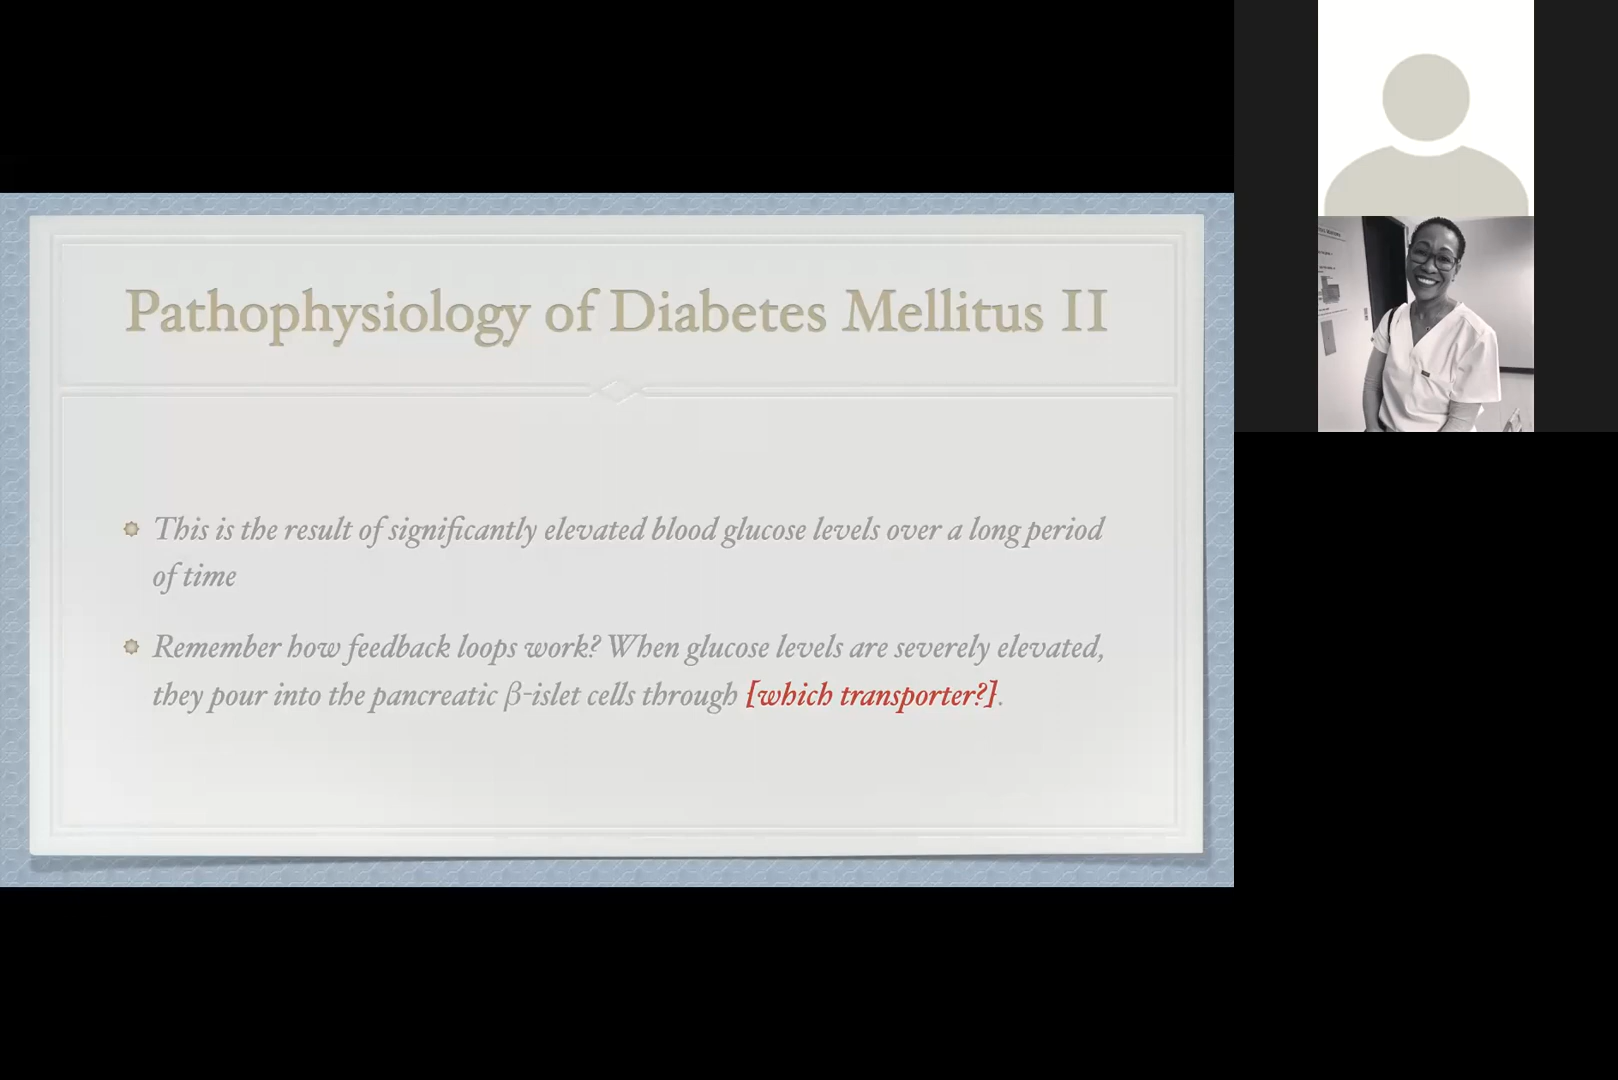 Pathophysiology of Diabetes Mellitus II
This is the result of significantly elevated blood glucose levels over a long period
of time
Remember how feedback loops work? When glucose levels are severely elevated,
they pour into the pancreatic β-islet cells through [which transporter?].